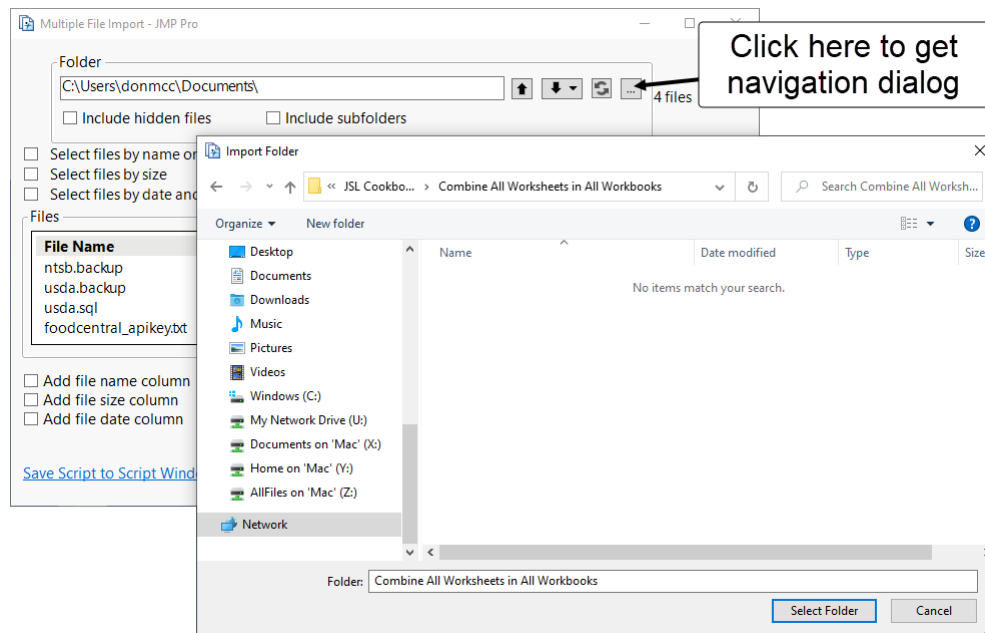 Multiple File Import - JMP Pro
Click here to get
navigation dialog
Folder
C:\Users\donmcc\Documents\
...
4 files
Include hidden files
Include subfolders
Select files by name or
Select files by size
Select files by date and
Files
File Name
ntsb.backup
usda.backup
usda.sql
foodcentral_apikey.txt
Add file name column
Add file size column
Add file date column
Save Script to Script Wind
Import Folder
« JSL Cookbo... › Combine All Worksheets in All Workbooks
Search Combine All Worksh...
Organize
New folder
?
Desktop
Documents
Downloads
Music
Pictures
Videos
Windows (C:)
My Network Drive (U:)
Documents on 'Mac' (X:)
Home on 'Mac' (Y:)
AllFiles on 'Mac' (Z:)
Network
Name
Date modified
Type
Size
No items match your search.
Folder: Combine All Worksheets in All Workbooks
Select Folder
Cancel